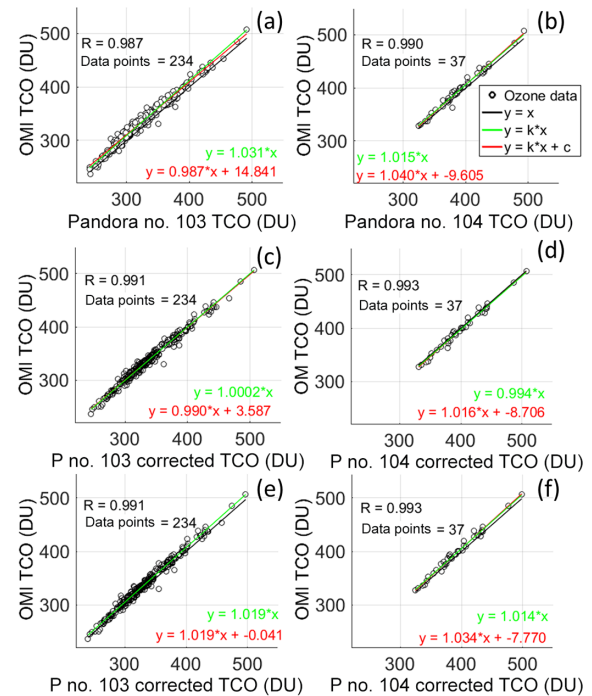 (a)
R = 0.987
Data points = 234
500
400
300
OMI TCO (DU)
y = 1.031*x
y = 0.987*x + 14.841
300 400 500
Pandora no. 103 TCO (DU)
(b)
R = 0.990
Data points = 37
500
400
300
OMI TCO (DU)
Ozone data
y = x
y = k*x
y = k*x + c
y = 1.015*x
y = 1.040*x + -9.605
300 400 500
Pandora no. 104 TCO (DU)
(c)
R = 0.991
Data points = 234
500
400
300
OMI TCO (DU)
y = 1.0002*x
y = 0.990*x + 3.587
300 400 500
P no. 103 corrected TCO (DU)
(d)
R = 0.993
Data points = 37
500
400
300
OMI TCO (DU)
y = 0.994*x
y = 1.016*x + -8.706
300 400 500
P no. 104 corrected TCO (DU)
(e)
R = 0.991
Data points = 234
500
400
300
OMI TCO (DU)
y = 1.019*x
y = 1.019*x + -0.041
300 400 500
P no. 103 corrected TCO (DU)
(f)
R = 0.993
Data points = 37
500
400
300
OMI TCO (DU)
y = 1.014*x
y = 1.034*x + -7.770
300 400 500
P no. 104 corrected TCO (DU)